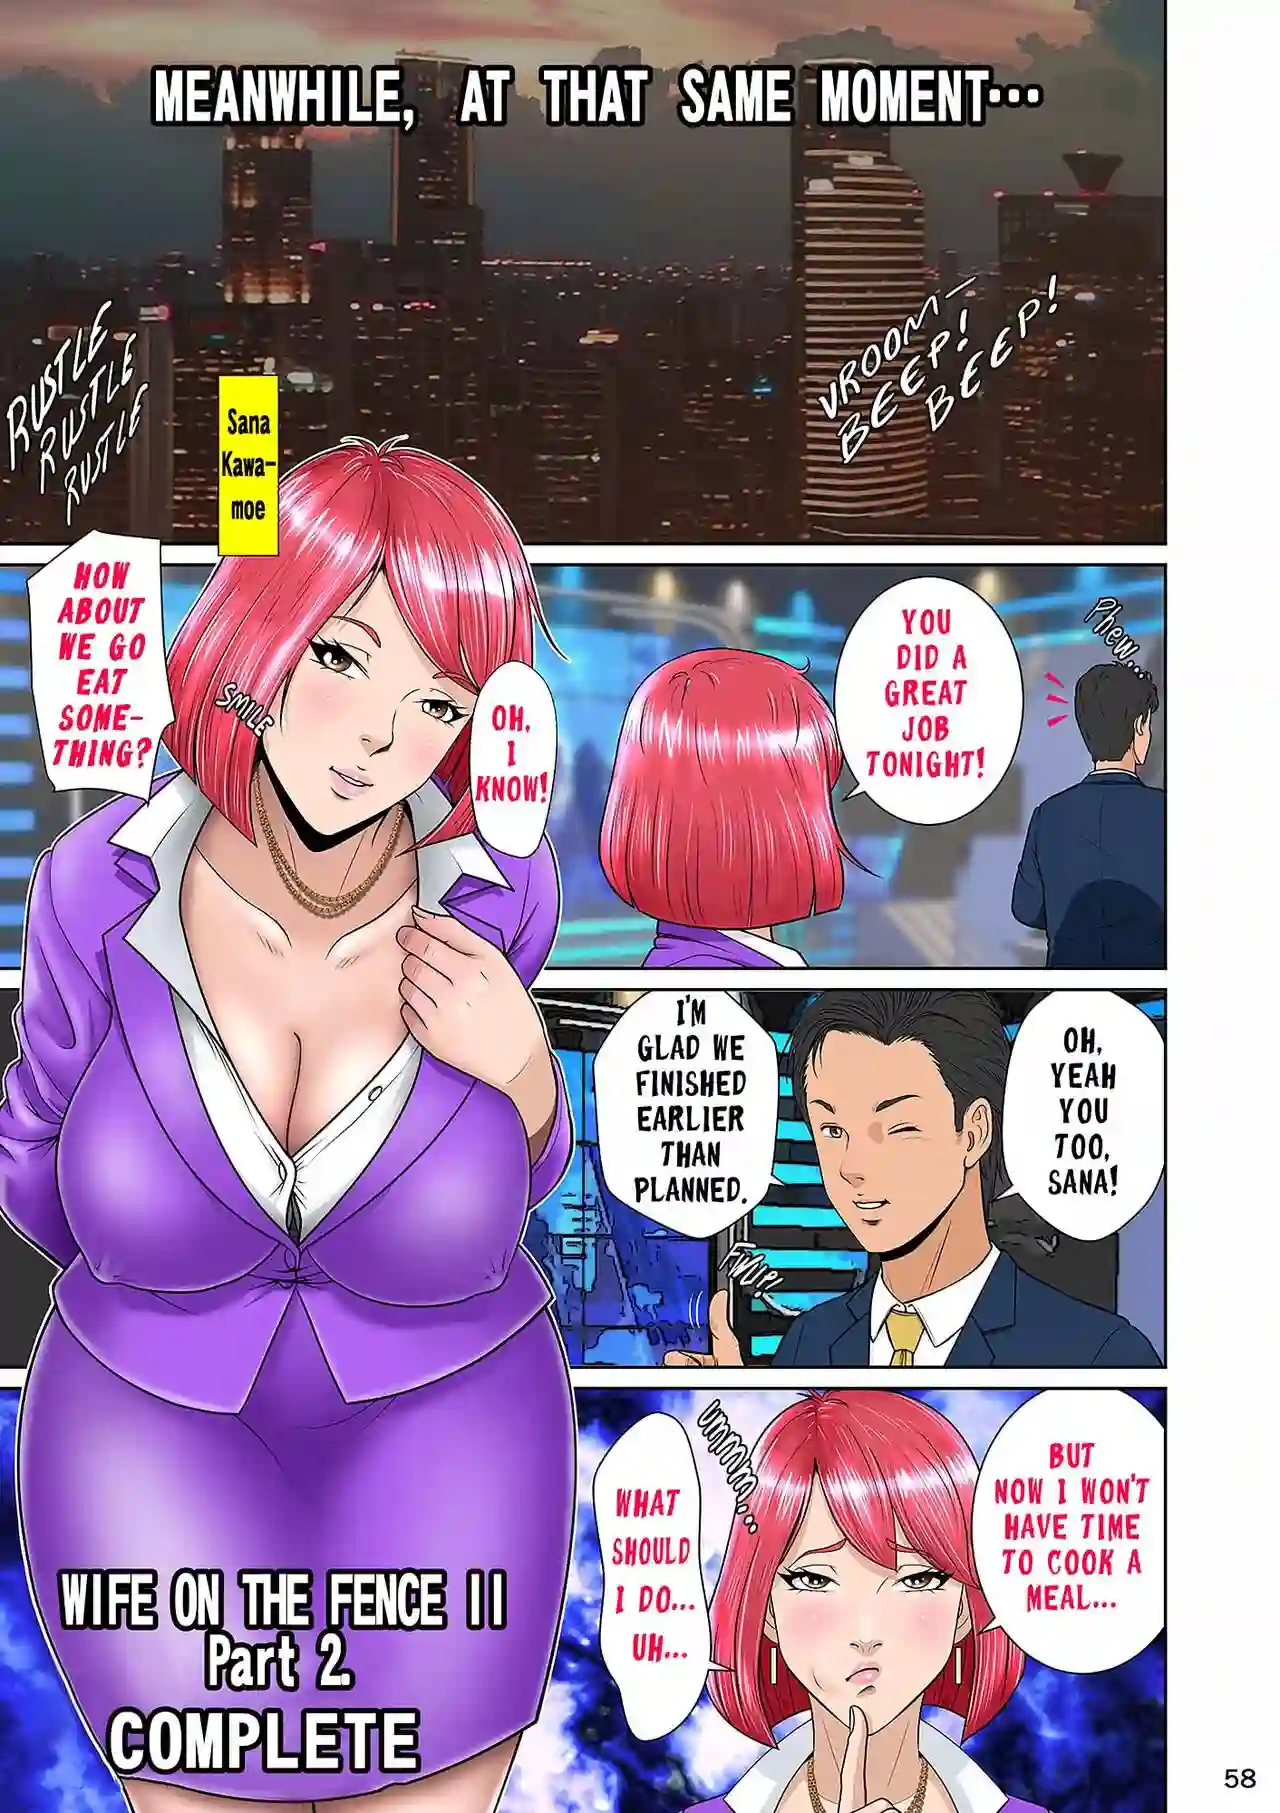 MEANWHILE, AT THAT SAME MOMENT…
RUSTLE
RUSTLE
RUSTLE
VROOM—
BEEP!
BEEP!
Sana
Kawa-
moe
Phew...
YOU
DID A
GREAT
JOB
TONIGHT!
OH,
I
KNOW!
SMILE
HOW
ABOUT
WE GO
EAT
SOME-
THING?
OH,
YEAH
YOU
TOO,
SANA!
I'M
GLAD WE
FINISHED
EARLIER
THAN
PLANNED.
FWUP!
BUT
NOW I WON'T
HAVE TIME
TO COOK A
MEAL...
UMMMM...
WHAT
SHOULD
I DO...
UH...
WIFE ON THE FENCE II
Part 2.
COMPLETE
58